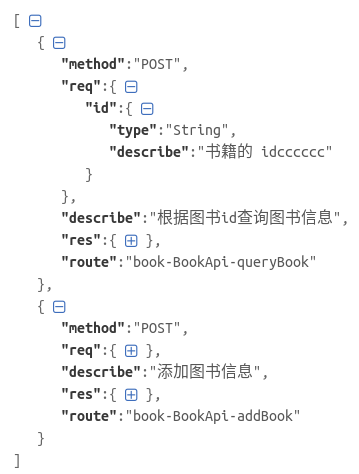 [
{
"method":"POST",
"req":{
"id":{
"type":"String",
"describe":"书籍的 idcccccc"
}
},
"describe":"根据图书id查询图书信息",
"res":{ },
"route":"book-BookApi-queryBook"
},
{
"method":"POST",
"req":{ },
"describe":"添加图书信息",
"res":{ },
"route":"book-BookApi-addBook"
}
]